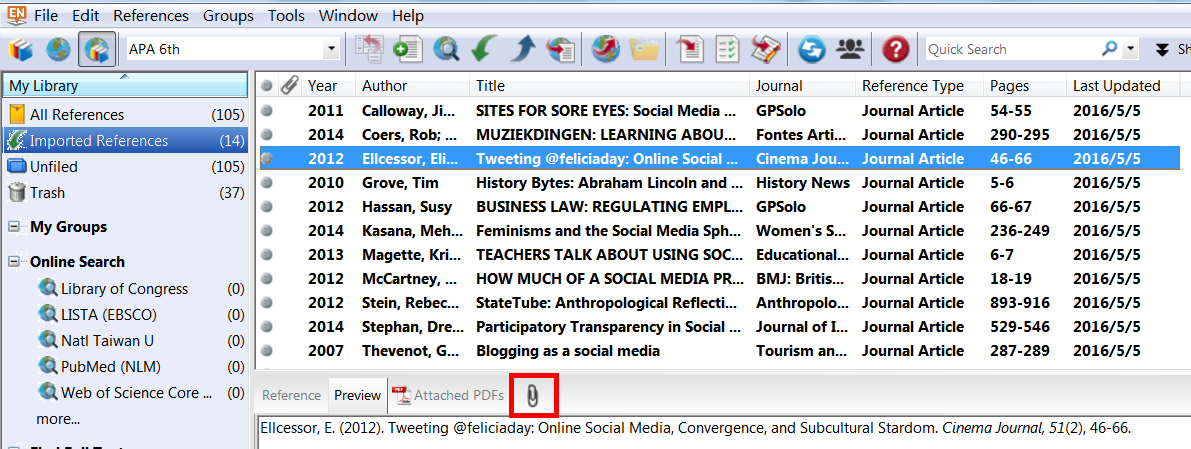 EN File Edit References Groups Tools Window Help
APA 6th Quick Search Sh
My Library
All References (105)
Imported References (14)
Unfiled (105)
Trash (37)
My Groups
Online Search
Library of Congress (0)
LISTA (EBSCO) (0)
Natl Taiwan U (0)
PubMed (NLM) (0)
Web of Science Core ... (0)
more...
Year Author Title Journal Reference Type Pages Last Updated
2011 Calloway, Ji... SITES FOR SORE EYES: Social Media ... GPSolo Journal Article 54-55 2016/5/5
2014 Coers, Rob; ... MUZIEKDINGEN: LEARNING ABOU... Fontes Arti... Journal Article 290-295 2016/5/5
2012 Ellcessor, Eli... Tweeting @feliciaday: Online Social ... Cinema Jou... Journal Article 46-66 2016/5/5
2010 Grove, Tim History Bytes: Abraham Lincoln and ... History News Journal Article 5-6 2016/5/5
2012 Hassan, Susy BUSINESS LAW: REGULATING EMPL... GPSolo Journal Article 66-67 2016/5/5
2014 Kasana, Meh... Feminisms and the Social Media Sph... Women's S... Journal Article 236-249 2016/5/5
2013 Magette, Kri... TEACHERS TALK ABOUT USING SOC... Educational... Journal Article 6-7 2016/5/5
2012 McCartney, ... HOW MUCH OF A SOCIAL MEDIA PR... BMJ: Britis... Journal Article 18-19 2016/5/5
2012 Stein, Rebec... StateTube: Anthropological Reflecti... Anthropolo... Journal Article 893-916 2016/5/5
2014 Stephan, Dre... Participatory Transparency in Social ... Journal of I... Journal Article 529-546 2016/5/5
2007 Thevenot, G... Blogging as a social media Tourism an... Journal Article 287-289 2016/5/5
Reference Preview Attached PDFs
Ellcessor, E. (2012). Tweeting @feliciaday: Online Social Media, Convergence, and Subcultural Stardom. Cinema Journal, 51(2), 46-66.